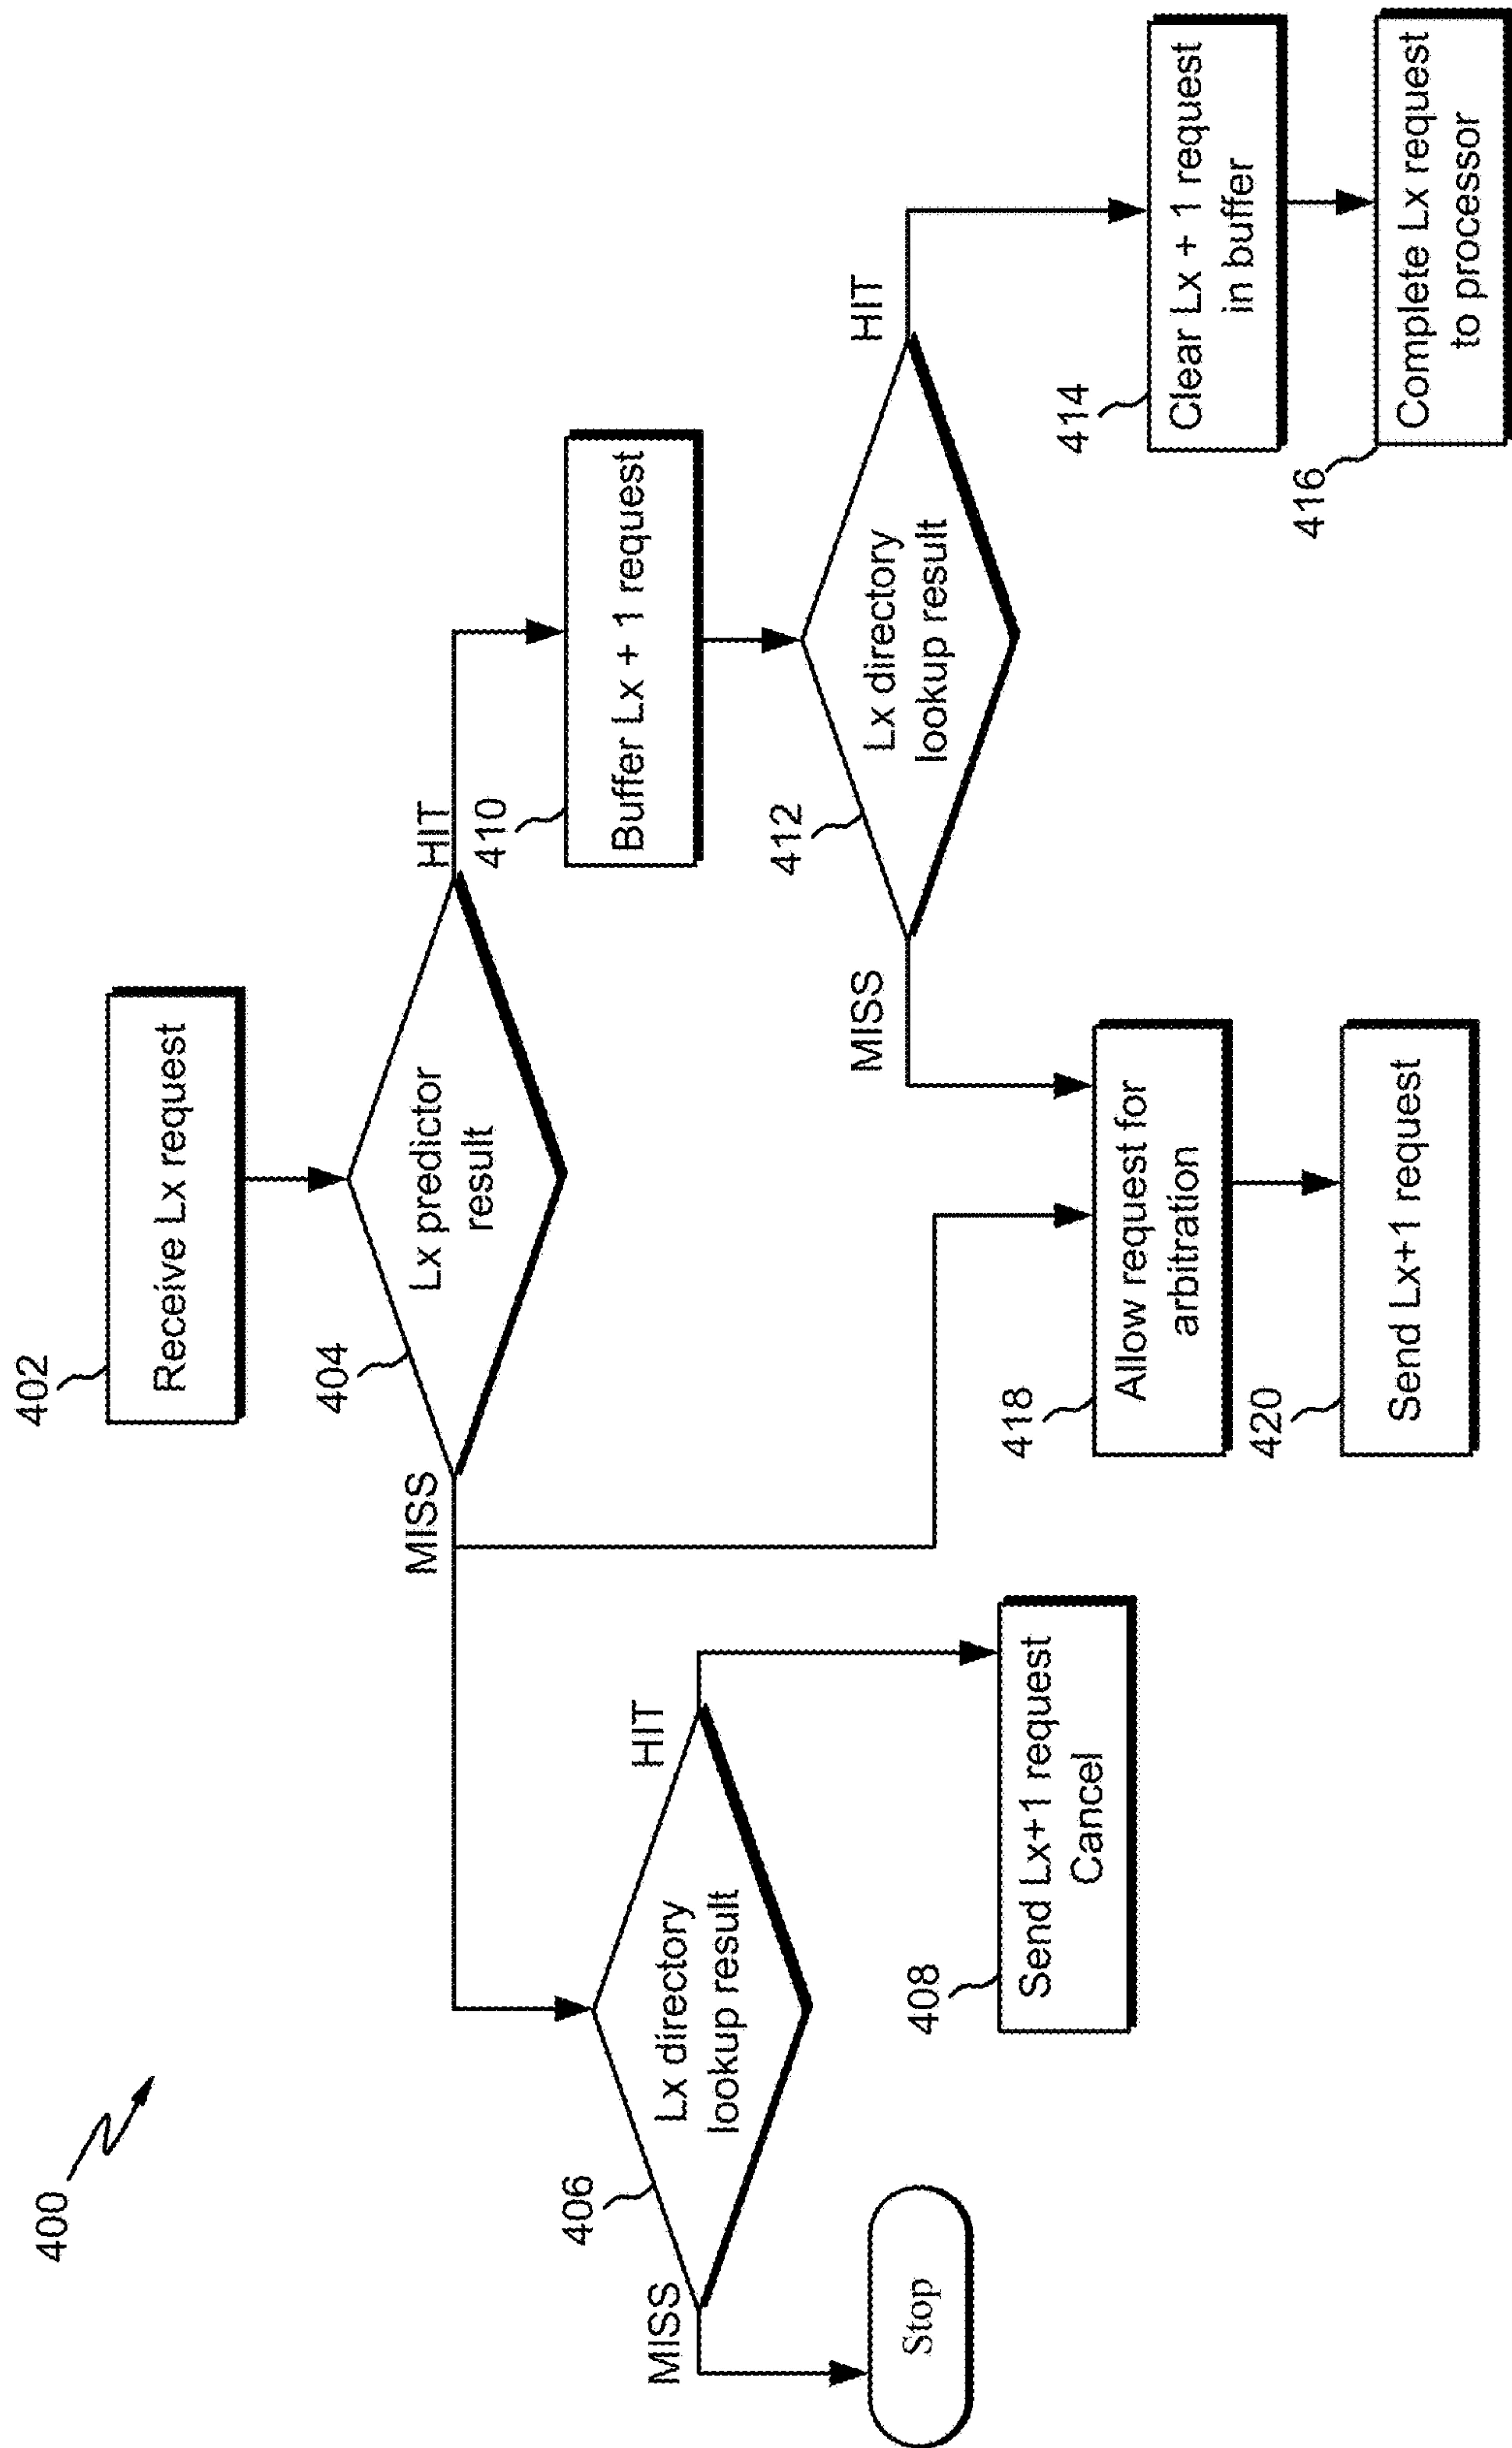 400
402
Receive Lx request
404
Lx predictor
result
MISS
HIT
406
Lx directory
lookup result
MISS
HIT
Stop
408
Send Lx+1 request
Cancel
410
Buffer Lx + 1 request
412
Lx directory
lookup result
MISS
HIT
414
Clear Lx + 1 request
in buffer
416
Complete Lx request
to processor
418
Allow request for
arbitration
420
Send Lx+1 request